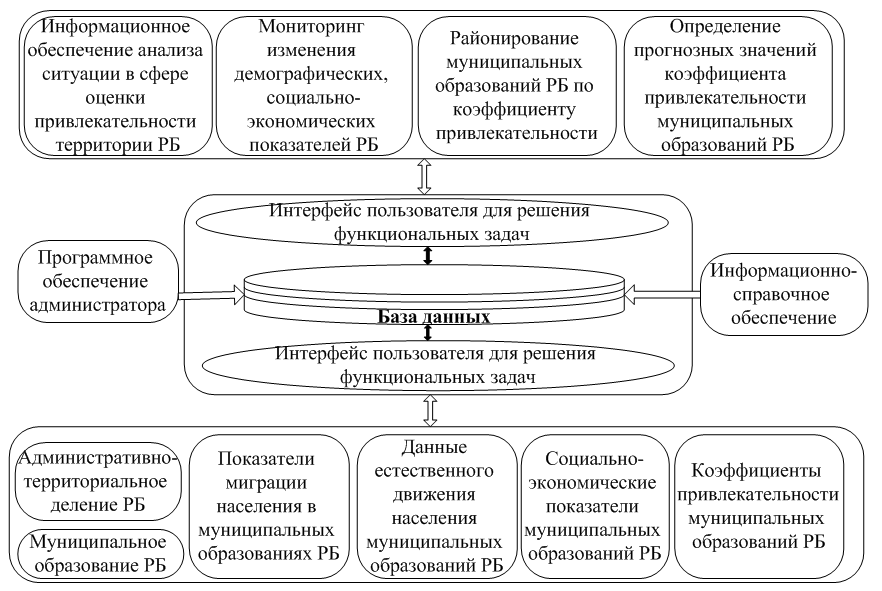 Информационное
обеспечение анализа
ситуации в сфере
оценки
привлекательности
территории РБ
Мониторинг
изменения
демографических,
социально-
экономических
показателей РБ
Районирование
муниципальных
образований РБ по
коэффициенту
привлекательности
Определение
прогнозных значений
коэффициента
привлекательности
муниципальных
образований РБ
Интерфейс пользователя для решения
функциональных задач
Программное
обеспечение
администратора
База данных
Информационно-
справочное
обеспечение
Интерфейс пользователя для решения
функциональных задач
Административно-
территориальное
деление РБ
Муниципальное
образование РБ
Показатели
миграции
населения в
муниципальных
образованиях РБ
Данные
естественного
движения
населения
муниципальных
образований РБ
Социально-
экономические
показатели
муниципальных
образований РБ
Коэффициенты
привлекательности
муниципальных
образований РБ